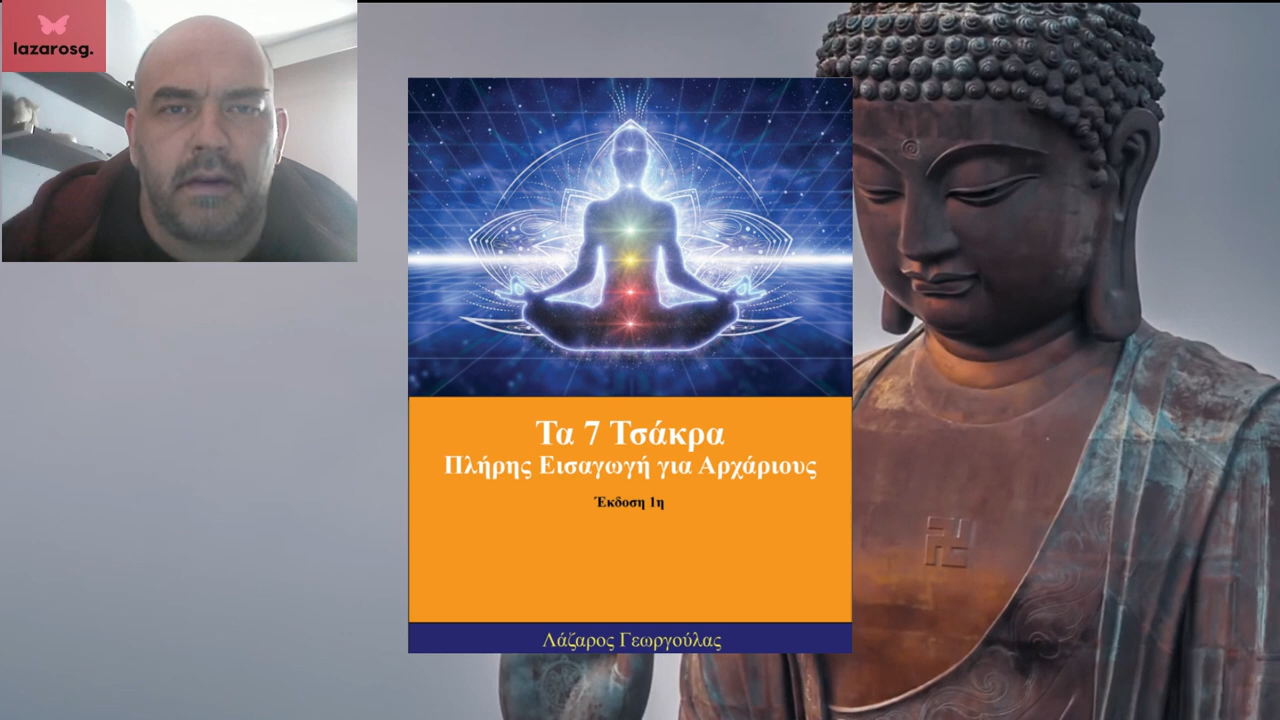 lazarosg.
Τα 7 Τσάκρα
Πλήρης Εισαγωγή για Αρχάριους
Έκδοση 1η
Λάζαρος Γεωργούλας